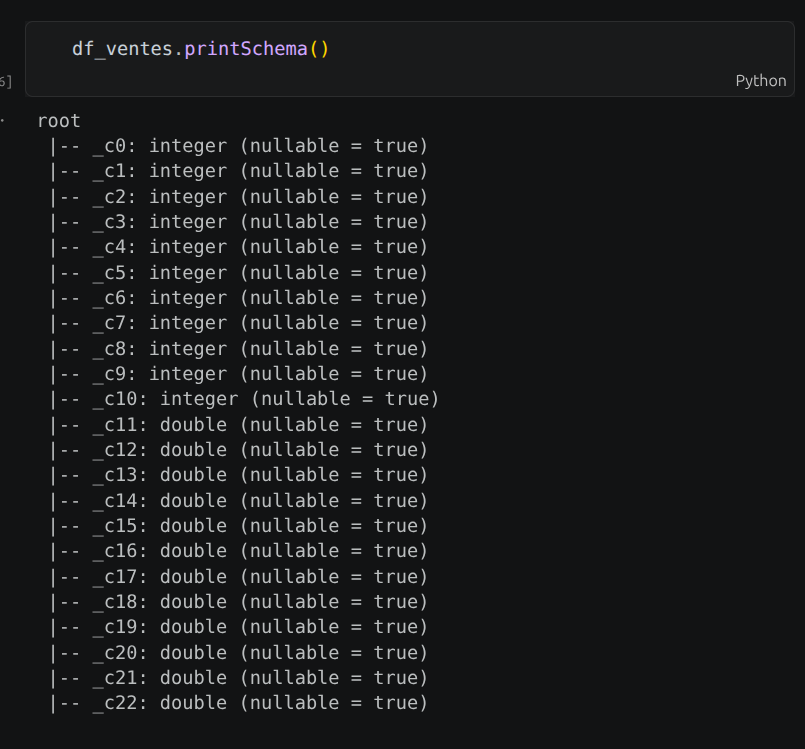 df_ventes.printSchema()
6]
Python
root
|-- _c0: integer (nullable = true)
|-- _c1: integer (nullable = true)
|-- _c2: integer (nullable = true)
|-- _c3: integer (nullable = true)
|-- _c4: integer (nullable = true)
|-- _c5: integer (nullable = true)
|-- _c6: integer (nullable = true)
|-- _c7: integer (nullable = true)
|-- _c8: integer (nullable = true)
|-- _c9: integer (nullable = true)
|-- _c10: integer (nullable = true)
|-- _c11: double (nullable = true)
|-- _c12: double (nullable = true)
|-- _c13: double (nullable = true)
|-- _c14: double (nullable = true)
|-- _c15: double (nullable = true)
|-- _c16: double (nullable = true)
|-- _c17: double (nullable = true)
|-- _c18: double (nullable = true)
|-- _c19: double (nullable = true)
|-- _c20: double (nullable = true)
|-- _c21: double (nullable = true)
|-- _c22: double (nullable = true)